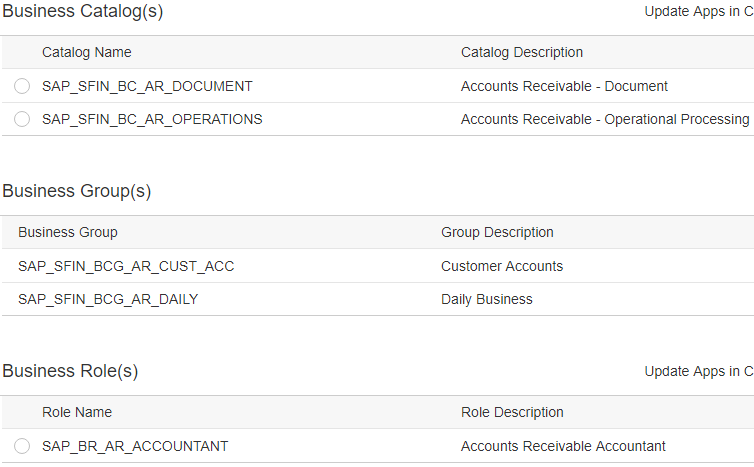 Business Catalog(s) Update Apps in C
Catalog Name Catalog Description
SAP_SFIN_BC_AR_DOCUMENT Accounts Receivable - Document
SAP_SFIN_BC_AR_OPERATIONS Accounts Receivable - Operational Processing
Business Group(s)
Business Group Group Description
SAP_SFIN_BCG_AR_CUST_ACC Customer Accounts
SAP_SFIN_BCG_AR_DAILY Daily Business
Business Role(s) Update Apps in C
Role Name Role Description
SAP_BR_AR_ACCOUNTANT Accounts Receivable Accountant